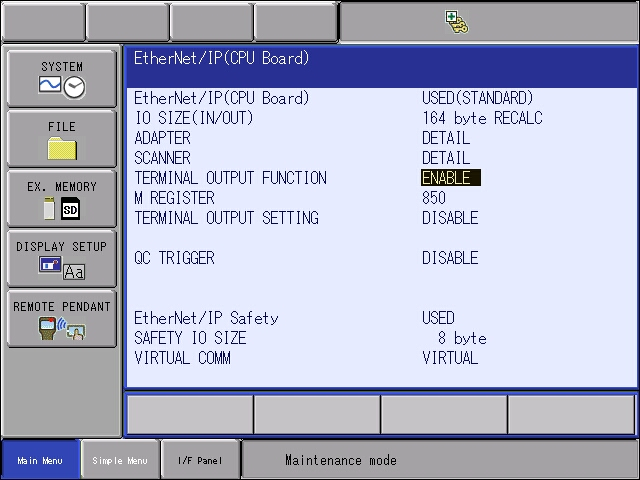 SYSTEM
FILE
EX. MEMORY
SD
DISPLAY SETUP
Aa
REMOTE PENDANT
EtherNet/IP(CPU Board)
EtherNet/IP(CPU Board) USED(STANDARD)
IO SIZE(IN/OUT) 164 byte RECALC
ADAPTER DETAIL
SCANNER DETAIL
TERMINAL OUTPUT FUNCTION ENABLE
M REGISTER 850
TERMINAL OUTPUT SETTING DISABLE
QC TRIGGER DISABLE
EtherNet/IP Safety USED
SAFETY IO SIZE 8 byte
VIRTUAL COMM VIRTUAL
Main Menu Simple Menu I/F Panel Maintenance mode